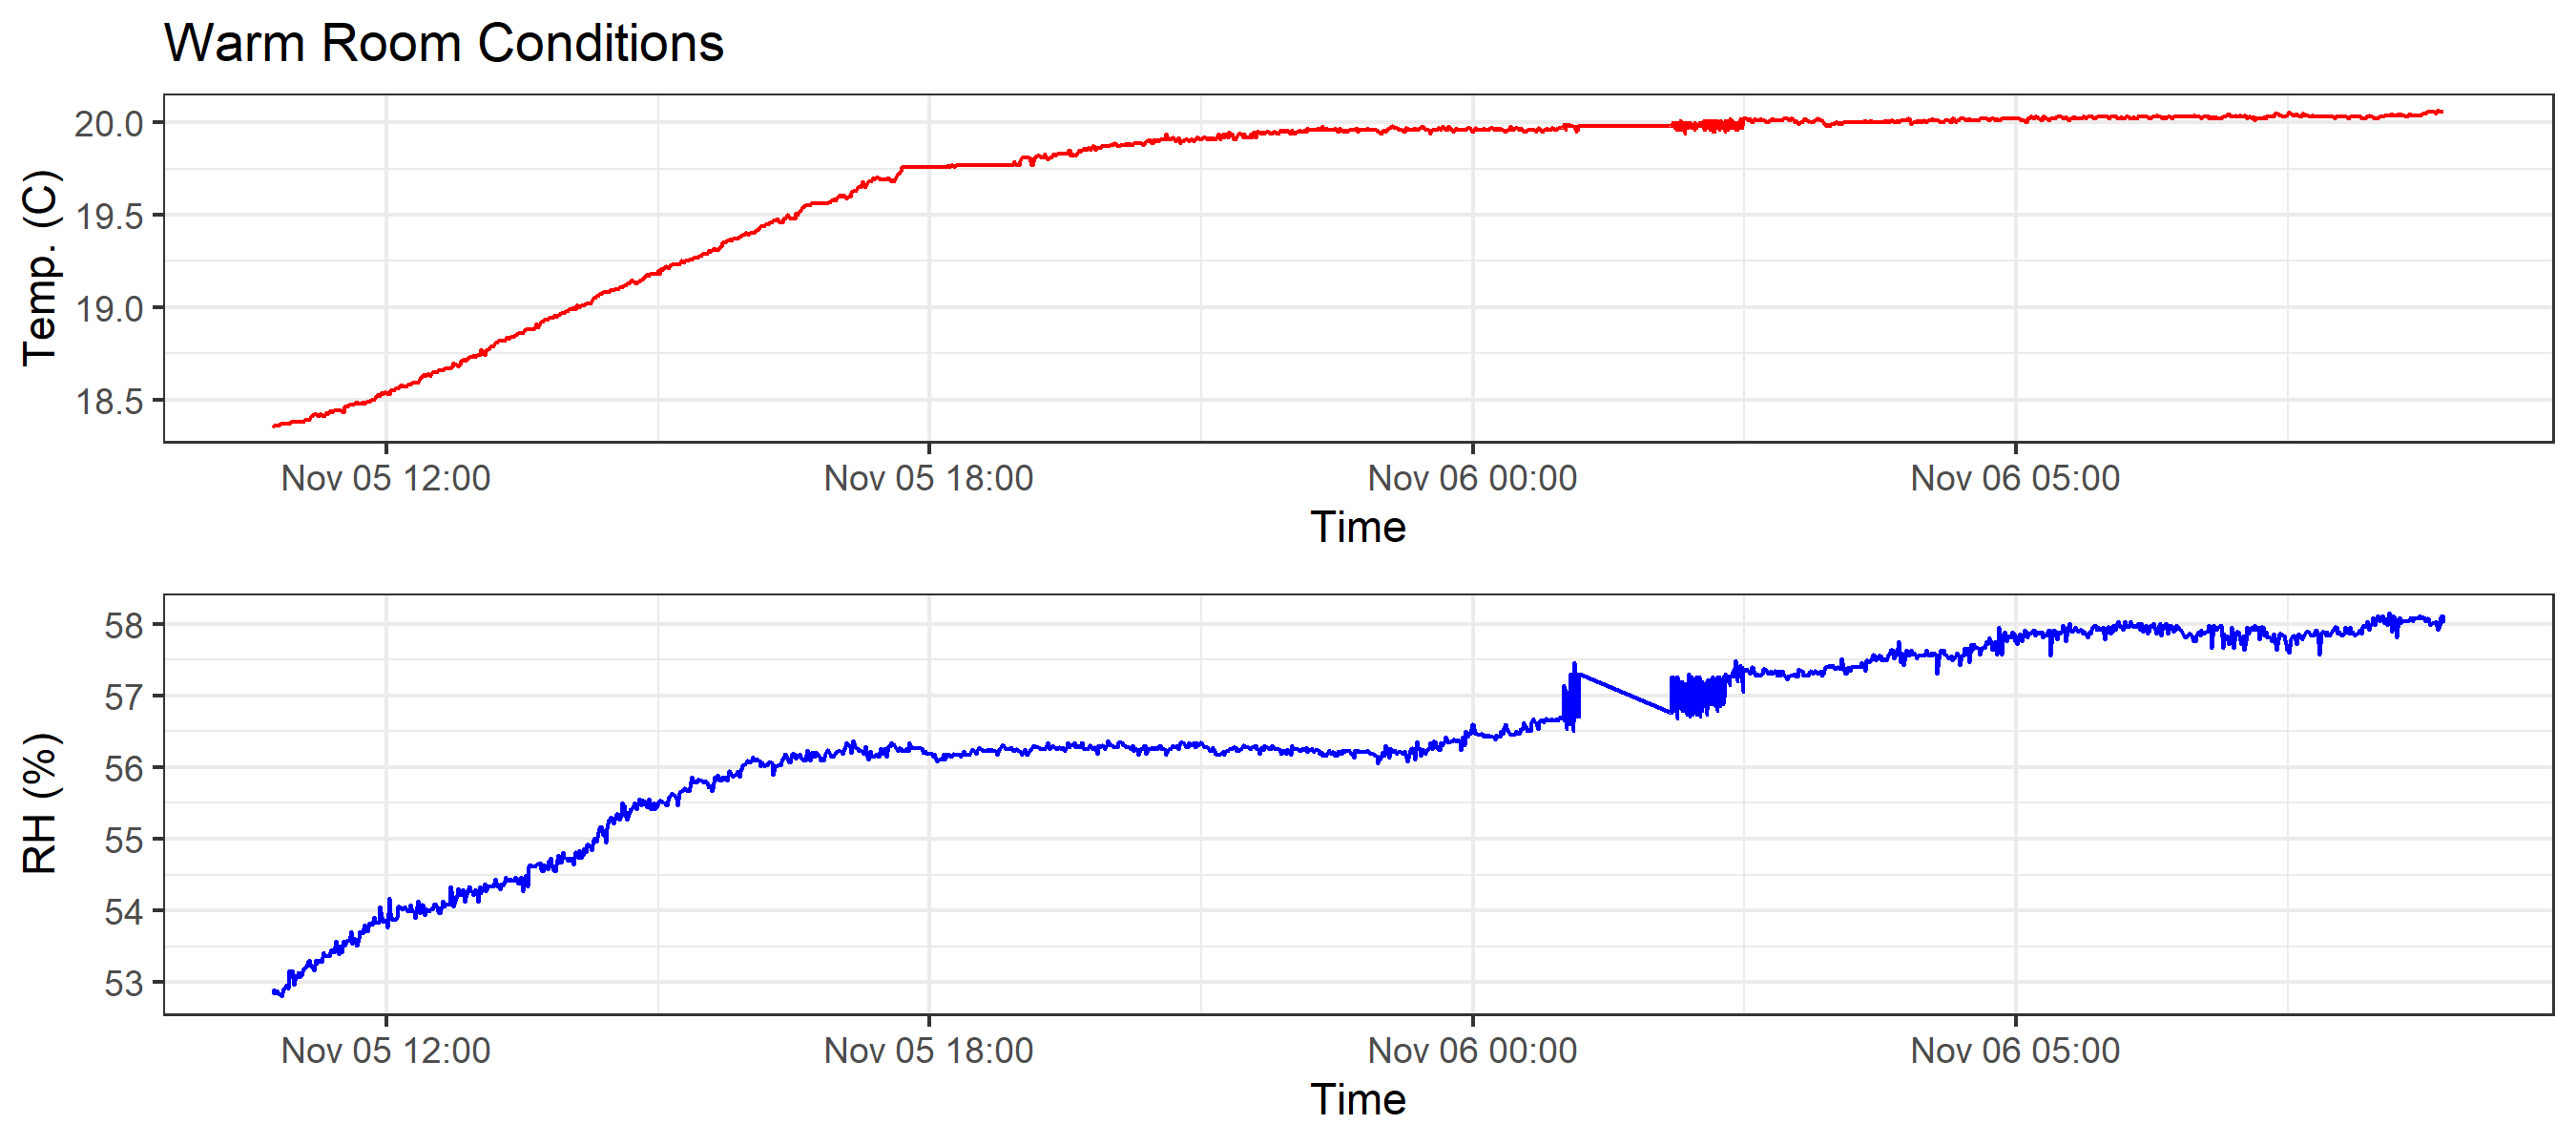 Warm Room Conditions
Temp. (C)
20.0
19.5
19.0
18.5
Nov 05 12:00 Nov 05 18:00 Nov 06 00:00 Nov 06 05:00
Time
RH (%)
58
57
56
55
54
53
Nov 05 12:00 Nov 05 18:00 Nov 06 00:00 Nov 06 05:00
Time